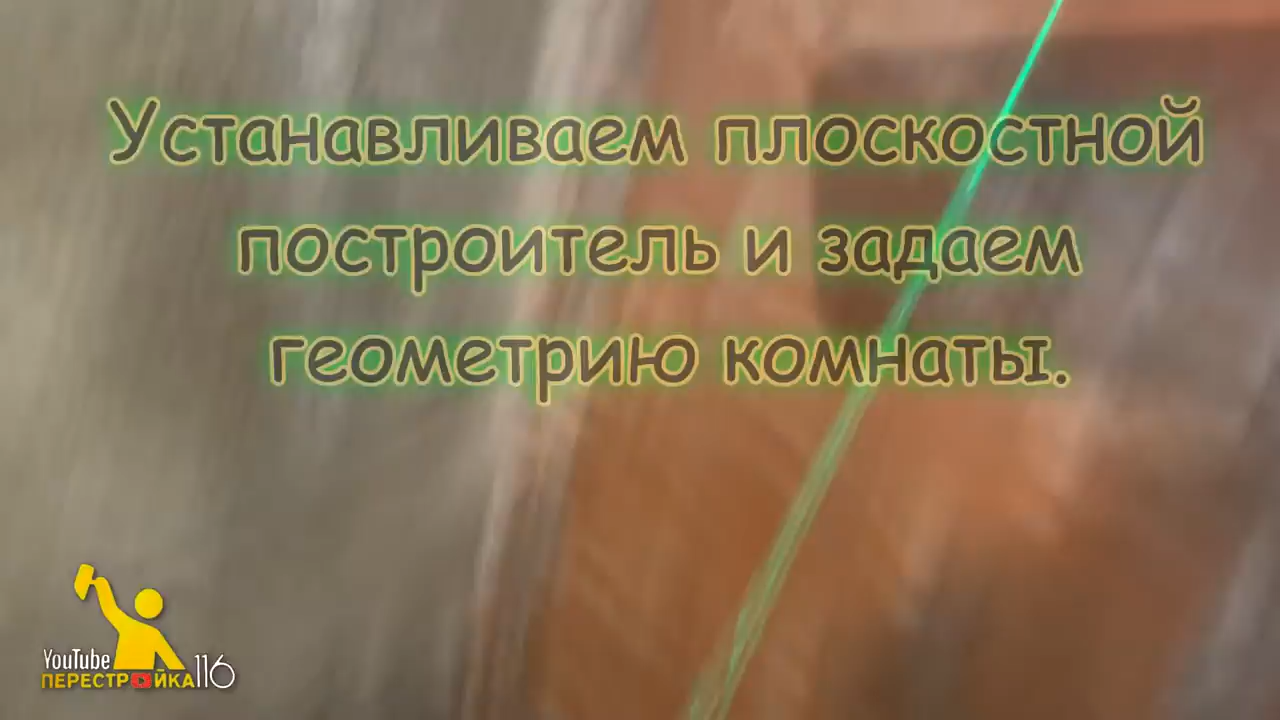 Устанавливаем плоскостной
построитель и задаем
геометрию комнаты.
YouTube
ПЕРЕСТРОЙКА116